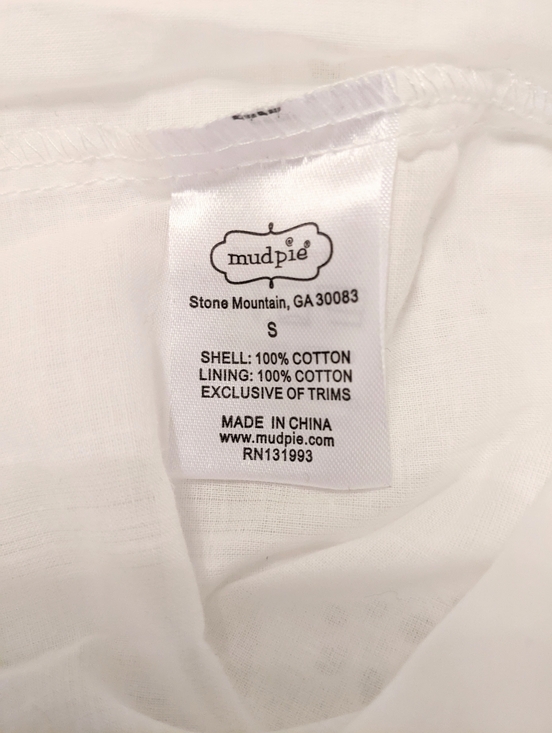 mudpie®
Stone Mountain, GA 30083
S
SHELL: 100% COTTON
LINING: 100% COTTON
EXCLUSIVE OF TRIMS
MADE IN CHINA
www.mudpie.com
RN131993